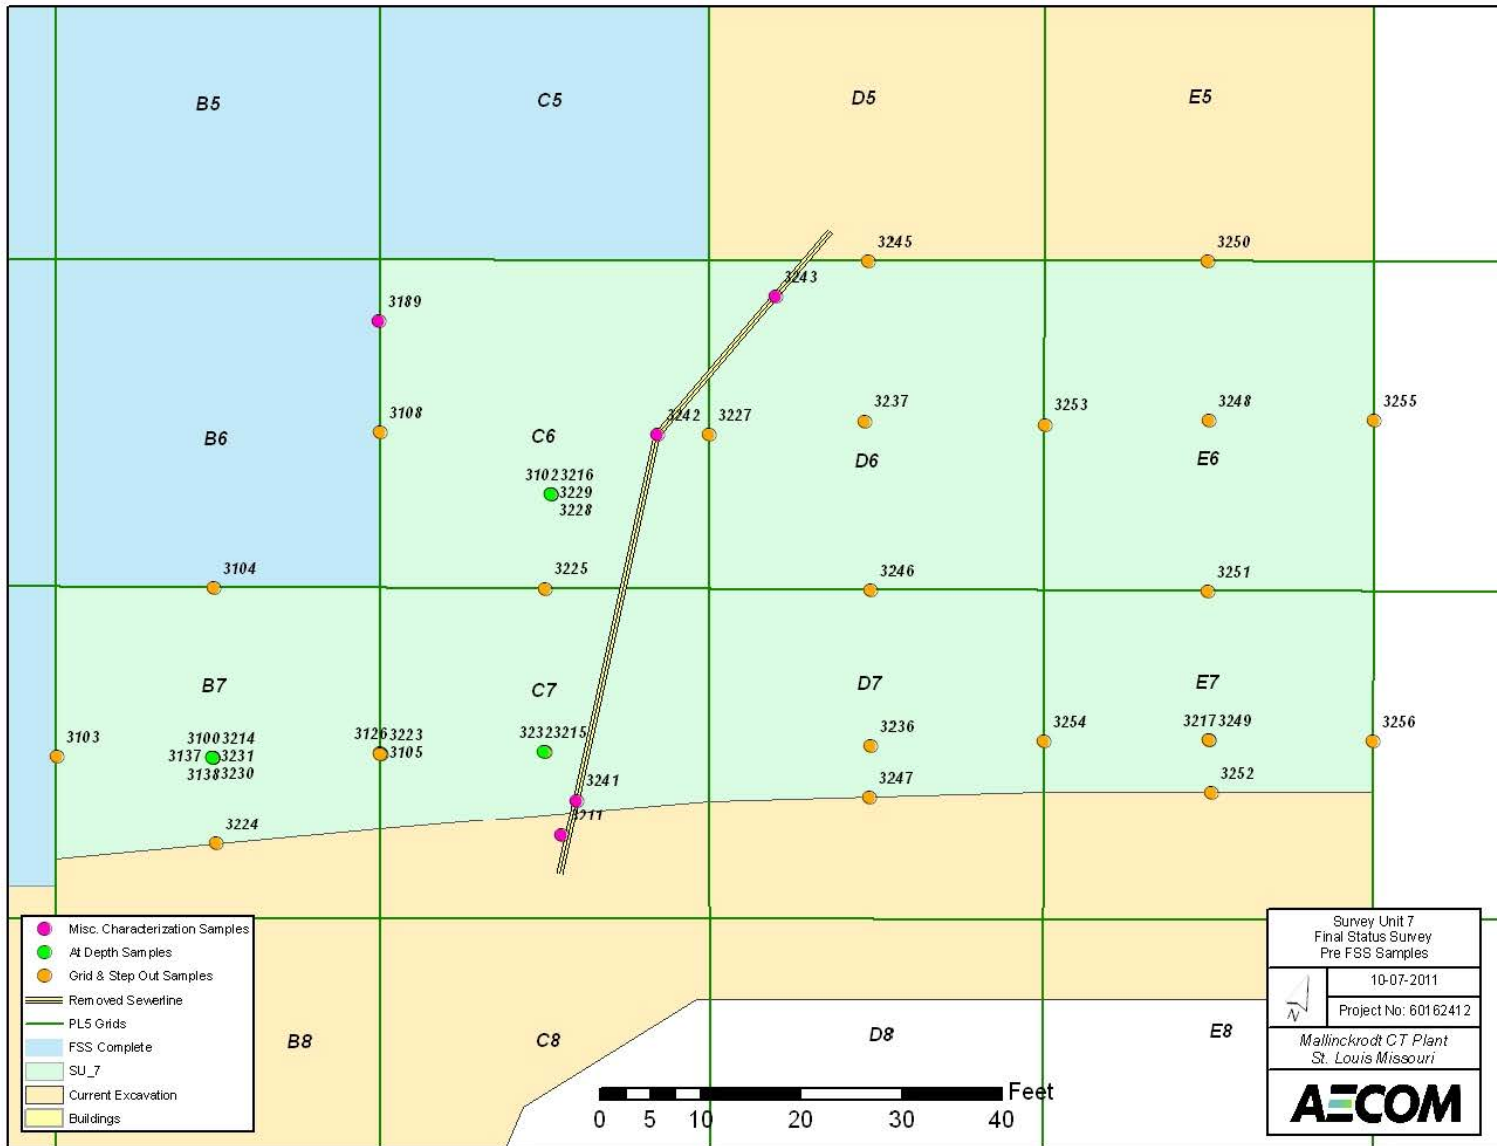 B5
C5
D5
E5
3245
3250
3243
3189
3108
3242
3227
3237
3253
3248
3255
B6
C6
D6
E6
3102 3216
3229
3228
3104
3225
3246
3251
B7
C7
D7
E7
3103
3100 3214
3137 3231
3138 3230
3126 3223
3105
3232 3215
3236
3254
3217 3249
3256
3241
3247
3252
3211
3224
B8
C8
D8
E8
Misc. Characterization Samples
At Depth Samples
Grid & Step Out Samples
Removed Sewerline
PL5 Grids
FSS Complete
SU_7
Current Excavation
Buildings
Feet
0 5 10 20 30 40
Survey Unit 7
Final Status Survey
Pre FSS Samples
N
10-07-2011
Project No: 60162412
Mallinckrodt CT Plant
St. Louis Missouri
AECOM